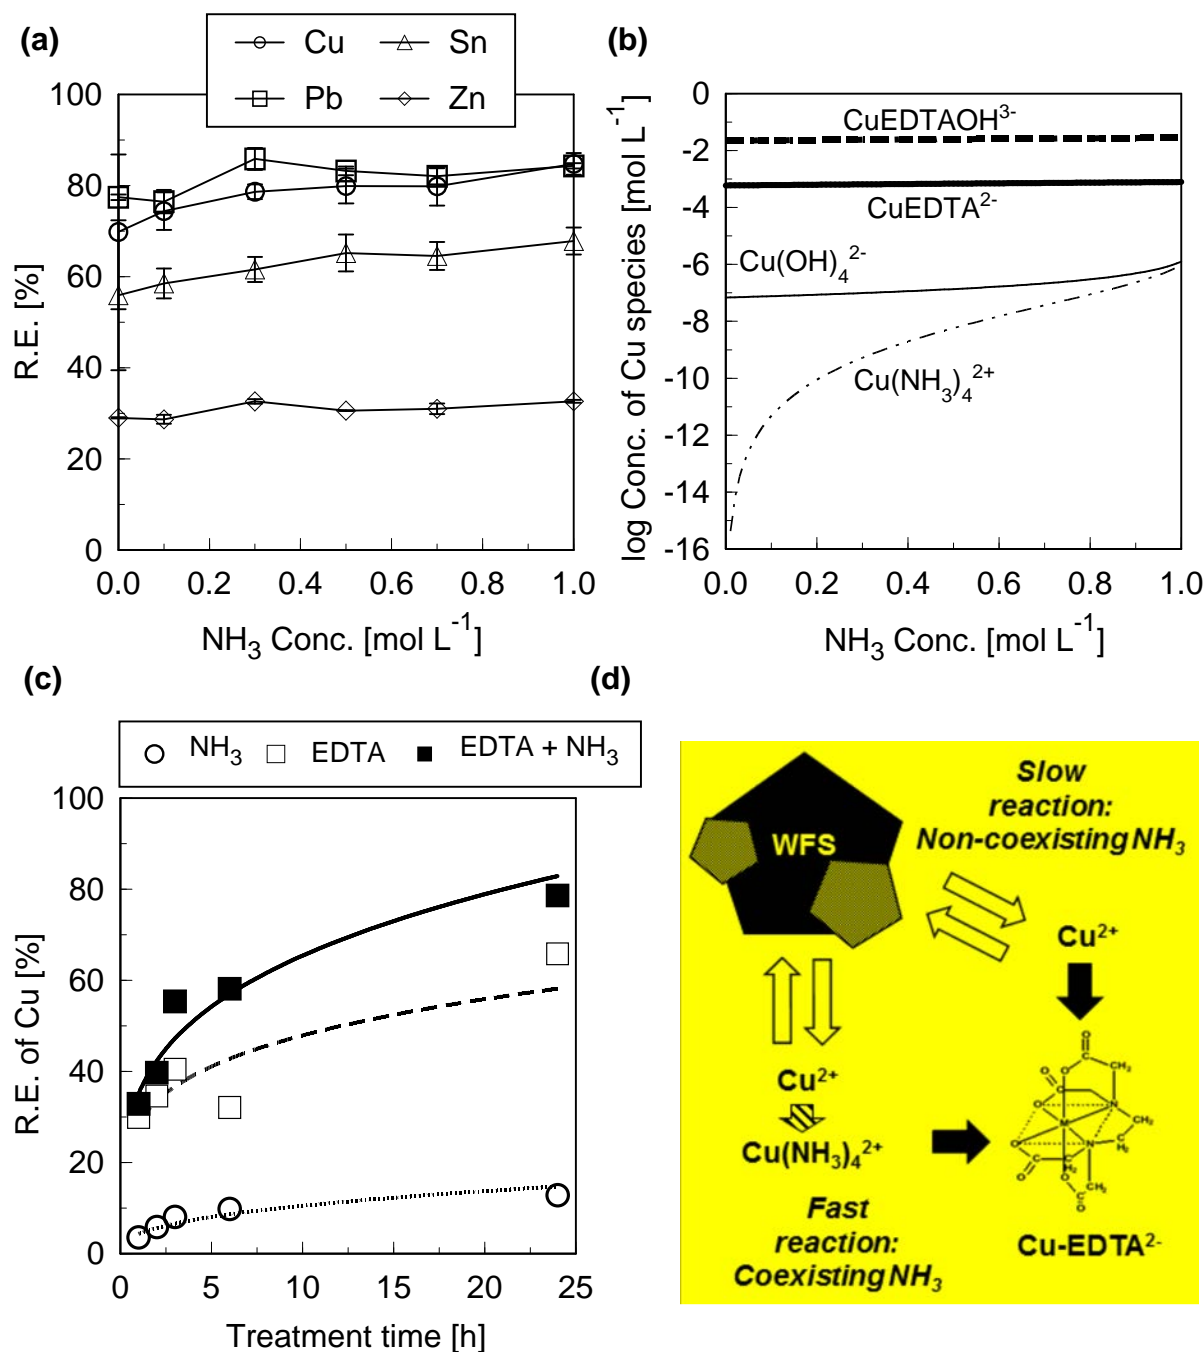 (a)
Cu
Sn
Pb
Zn
100
80
60
40
20
0
R.E. [%]
0.0 0.2 0.4 0.6 0.8 1.0
NH3 Conc. [mol L-1]
(b)
0
-2
-4
-6
-8
-10
-12
-14
-16
log Conc. of Cu species [mol L-1]
CuEDTAOH3-
CuEDTA2-
Cu(OH)42-
Cu(NH3)42+
0.0 0.2 0.4 0.6 0.8 1.0
NH3 Conc. [mol L-1]
(c)
NH3 EDTA EDTA + NH3
100
80
60
40
20
0
R.E. of Cu [%]
0 5 10 15 20 25
Treatment time [h]
(d)
WFS
Slow
reaction:
Non-coexisting NH3
Cu2+
Cu2+
Cu(NH3)42+
Fast
reaction:
Coexisting NH3
Cu-EDTA2-